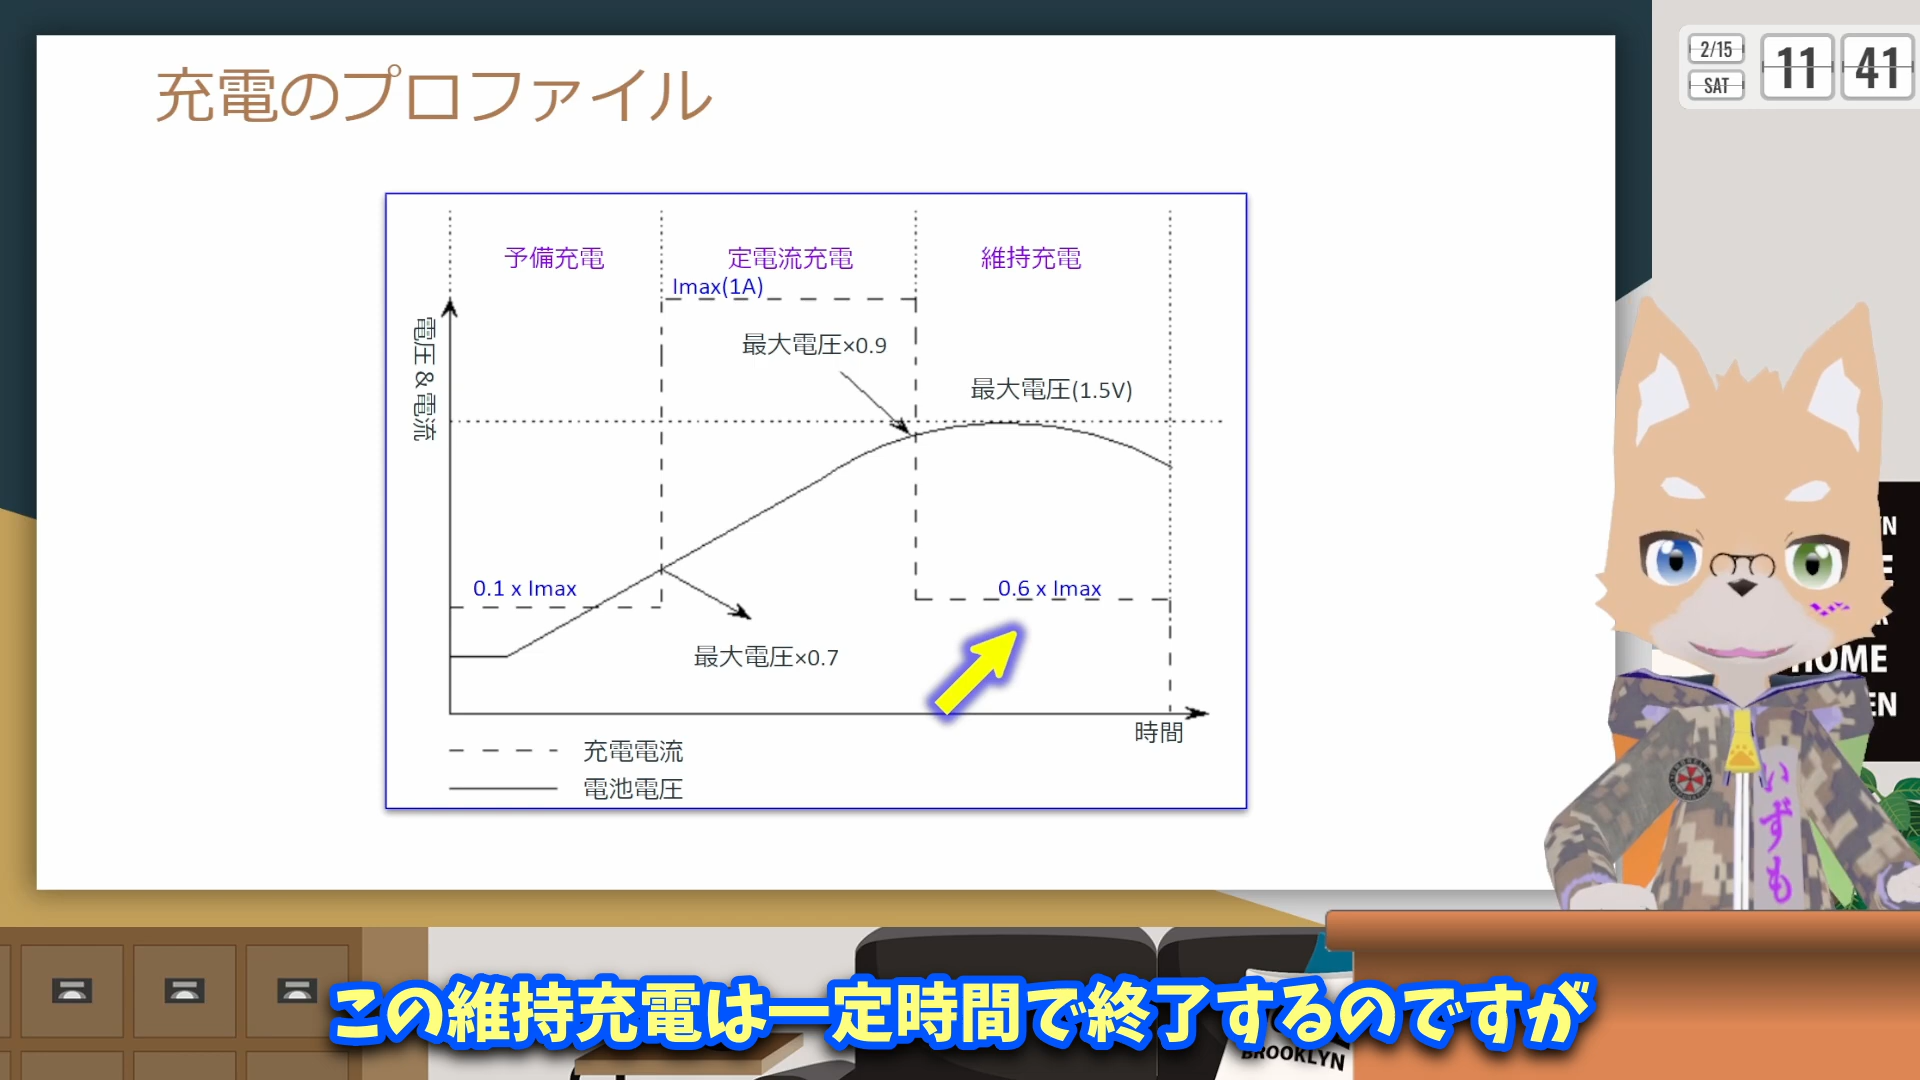 充電のプロファイル
2/15
SAT
11 41
予備充電
定電流充電
維持充電
Imax(1A)
電圧&電流
最大電圧×0.9
最大電圧(1.5V)
0.1 x Imax
0.6 x Imax
最大電圧×0.7
時間
充電電流
電池電圧
HOME
いずも
この維持充電は一定時間で終了するのですが
BROOKLYN